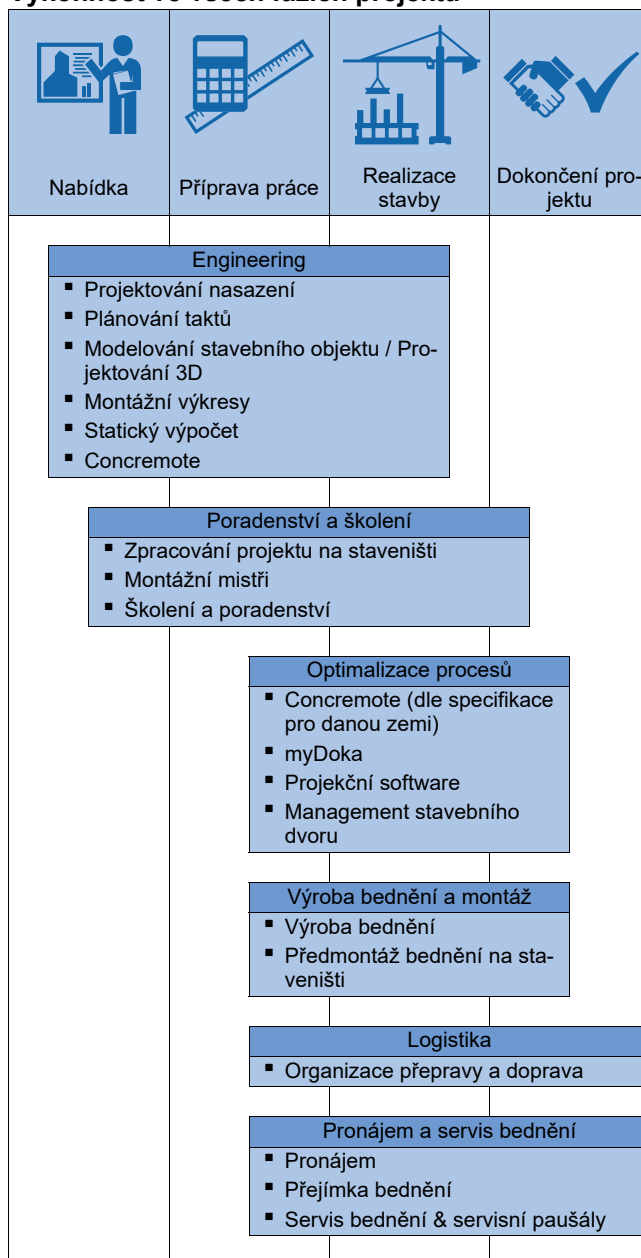 Nabídka
Příprava práce
Realizace
stavby
Dokončení pro-
jektu
Engineering
▪ Projektování nasazení
▪ Plánování taktů
▪ Modelování stavebního objektu / Pro-
jektování 3D
▪ Montážní výkresy
▪ Statický výpočet
▪ Concremote
Poradenství a školení
▪ Zpracování projektu na staveništi
▪ Montážní mistři
▪ Školení a poradenství
Optimalizace procesů
▪ Concremote (dle specifikace
pro danou zemi)
▪ myDoka
▪ Projekční software
▪ Management stavebního
dvoru
Výroba bednění a montáž
▪ Výroba bednění
▪ Předmontáž bednění na sta-
veništi
Logistika
▪ Organizace přepravy a doprava
Pronájem a servis bednění
▪ Pronájem
▪ Přejímka bednění
▪ Servis bednění & servisní paušály